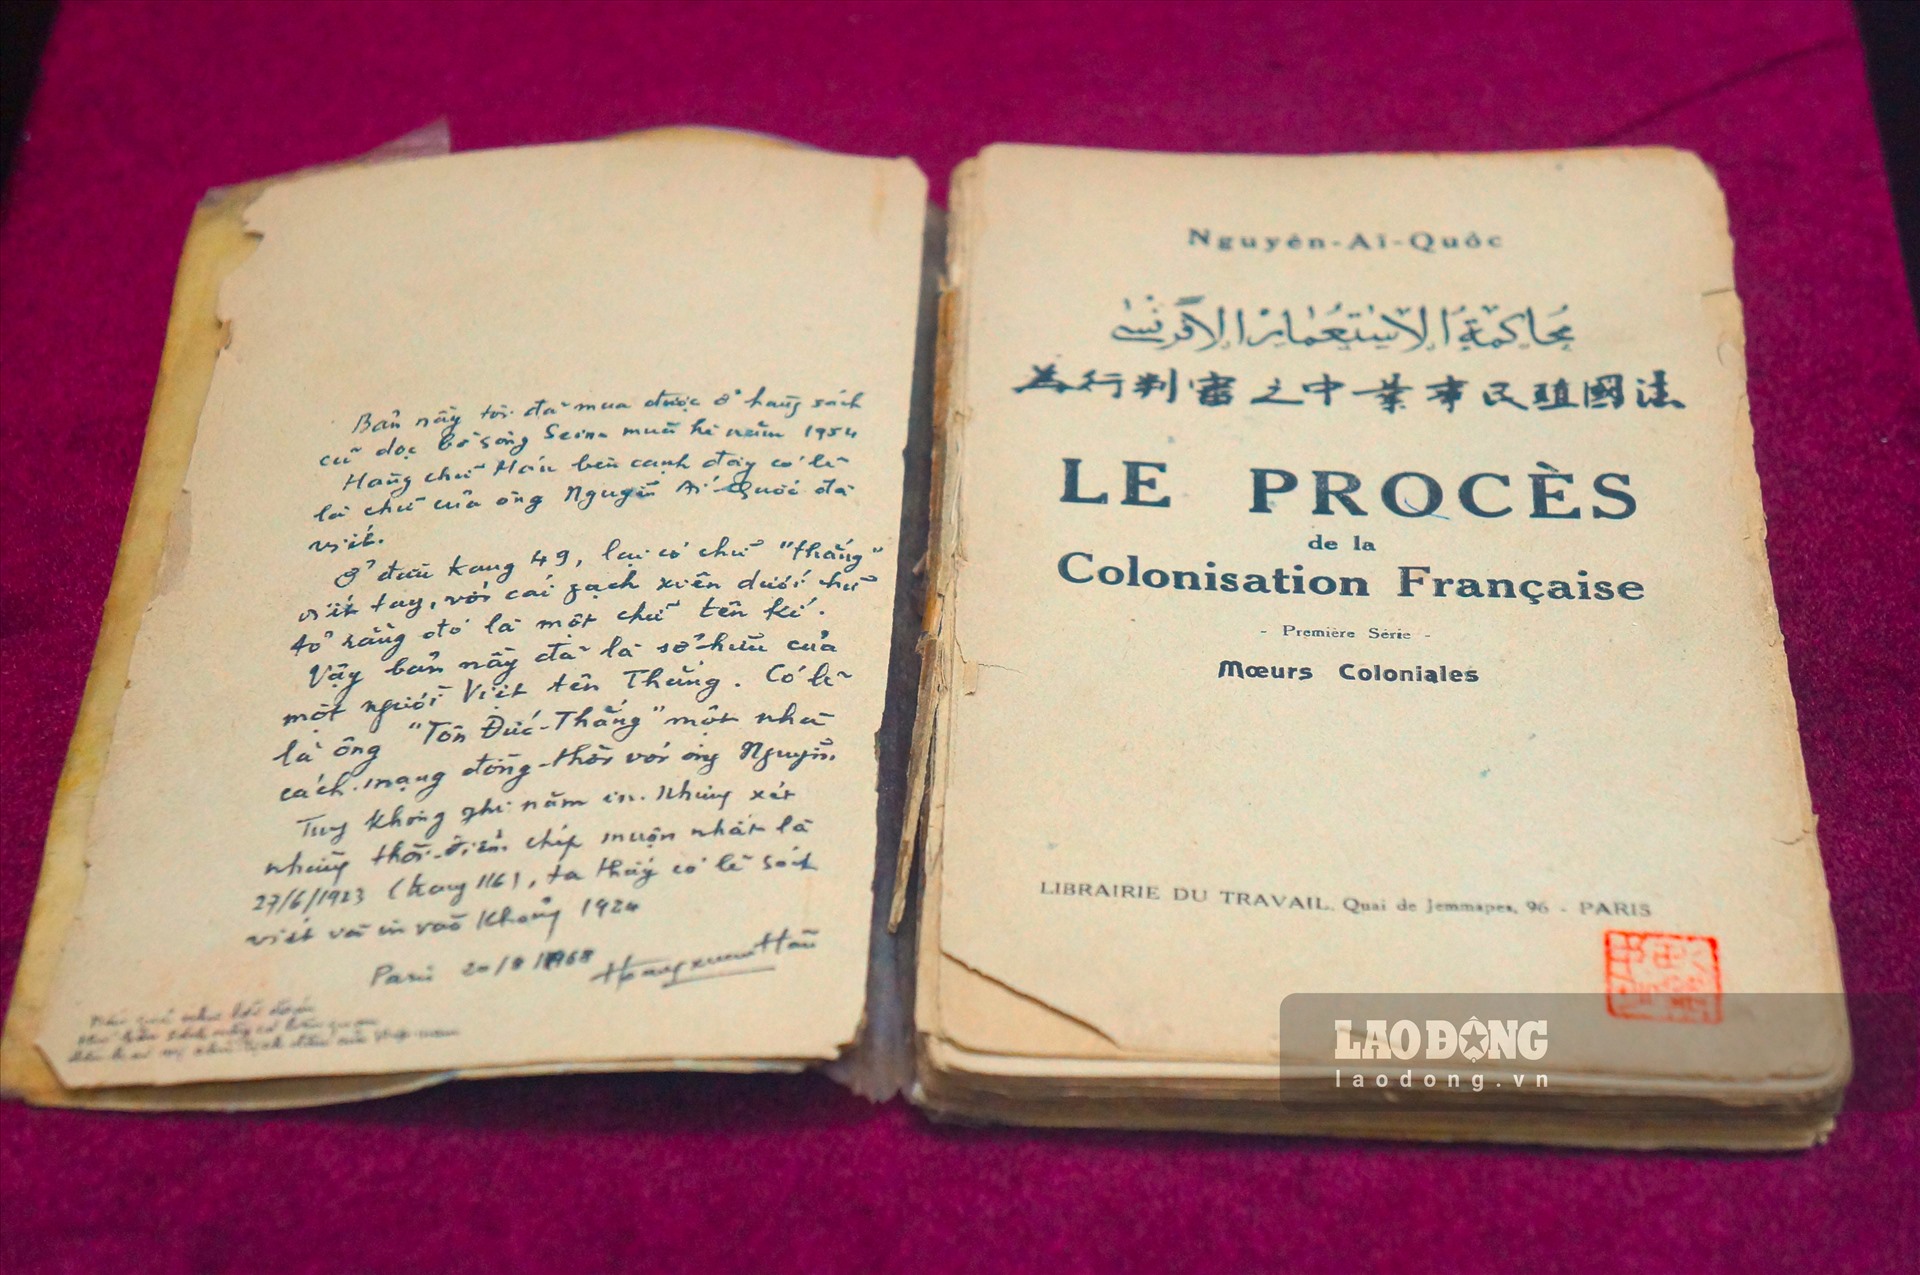 Bản này tôi đã mua được ở hàng sách
cũ dọc bờ sông Seine muà hè năm 1954
Hàng chữ Hán bên cạnh đây có lẽ
là chữ của ông Nguyễn Ái Quốc đã
viết.
Ở đầu trang 49, lại có chữ "thắng"
viết tay, với cái gạch xiên dưới chữ
tỏ rằng đó là một chữ tên kí.
Vậy bản này đã là sở-hữu của
một người Việt tên Thắng. Có lẽ
là ông "Tôn Đức-Thắng" một nhà
cách.mạng đồng-thời với ông Nguyễn.
Tuy không ghi năm in. Nhưng xét
những thời-điểm chép muộn nhất là
27/6/1923 (trang 116), ta thấy có lẽ sách
viết và in vào khoảng 1924
Paris 20/8/1968 Hoàngxuânhãn
Nguyên-Aï-Quôc
محاكمة الاستعمار الافرنسي
為行判審之中業事民殖國法
LE PROCÈS
de la
Colonisation Française
- Première Série -
Mœurs Coloniales
LIBRAIRIE DU TRAVAIL, Quai de Jemmapes, 96 - PARIS
LAO ĐỘNG
laodong.vn